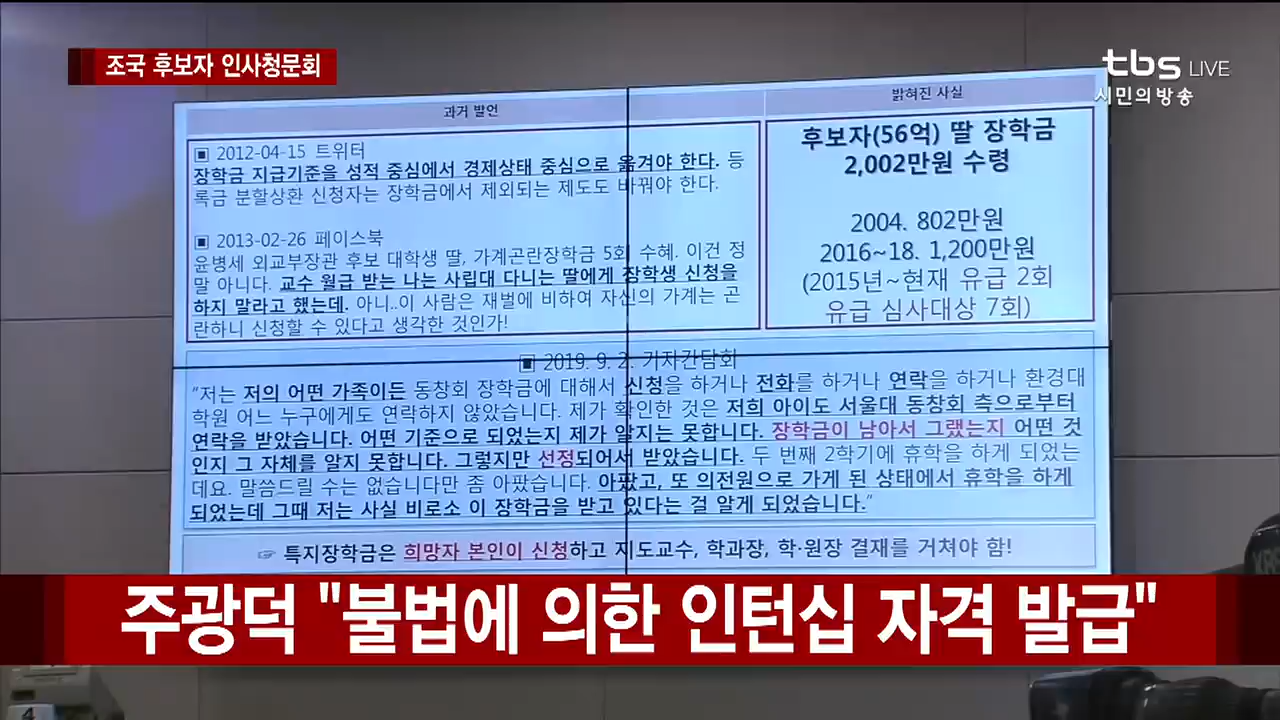 조국 후보자 인사청문회
tbs LIVE
시민의방송
과거 발언
밝혀진 사실
▣ 2012-04-15 트위터
장학금 지급기준을 성적 중심에서 경제상태 중심으로 옮겨야 한다. 등
록금 분할상환 신청자는 장학금에서 제외되는 제도도 바꿔야 한다.
▣ 2013-02-26 페이스북
윤병세 외교부장관 후보 대학생 딸, 가계곤란장학금 5회 수혜. 이건 정
말 아니다. 교수 월급 받는 나는 사립대 다니는 딸에게 장학생 신청을
하지 말라고 했는데. 아니..이 사람은 재벌에 비하여 자신의 가계는 곤
란하니 신청할 수 있다고 생각한 것인가!
후보자(56억) 딸 장학금
2,002만원 수령
2004. 802만원
2016~18. 1,200만원
(2015년~현재 유급 2회
유급 심사대상 7회)
▣ 2019. 9. 2. 기자간담회
“저는 저의 어떤 가족이든 동창회 장학금에 대해서 신청을 하거나 전화를 하거나 연락을 하거나 환경대
학원 어느 누구에게도 연락하지 않았습니다. 제가 확인한 것은 저희 아이도 서울대 동창회 측으로부터
연락을 받았습니다. 어떤 기준으로 되었는지 제가 알지는 못합니다. 장학금이 남아서 그랬는지 어떤 것
인지 그 자체를 알지 못합니다. 그렇지만 선정되어서 받았습니다. 두 번째 2학기에 휴학을 하게 되었는
데요. 말씀드릴 수는 없습니다만 좀 아팠습니다. 아팠고, 또 의전원으로 가게 된 상태에서 휴학을 하게
되었는데 그때 저는 사실 비로소 이 장학금을 받고 있다는 걸 알게 되었습니다.”
☞ 특지장학금은 희망자 본인이 신청하고 지도교수, 학과장, 학·원장 결재를 거쳐야 함!
주광덕 "불법에 의한 인턴십 자격 발급"
4